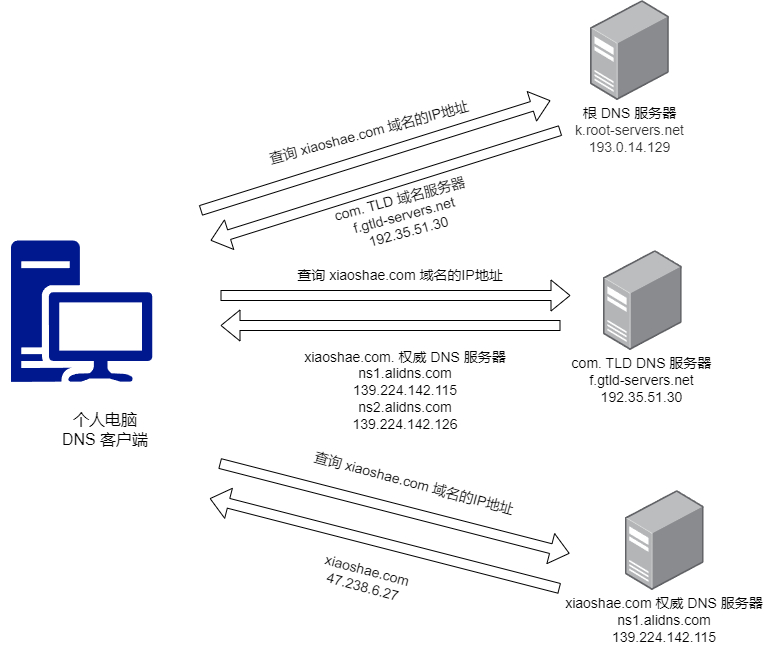 根 DNS 服务器
k.root-servers.net
193.0.14.129
查询 xiaoshae.com 域名的IP地址
com. TLD 域名服务器
f.gtld-servers.net
192.35.51.30
查询 xiaoshae.com 域名的IP地址
xiaoshae.com. 权威 DNS 服务器
ns1.alidns.com
139.224.142.115
ns2.alidns.com
139.224.142.126
com. TLD DNS 服务器
f.gtld-servers.net
192.35.51.30
个人电脑
DNS 客户端
查询 xiaoshae.com 域名的IP地址
xiaoshae.com
47.238.6.27
xiaoshae.com 权威 DNS 服务器
ns1.alidns.com
139.224.142.115